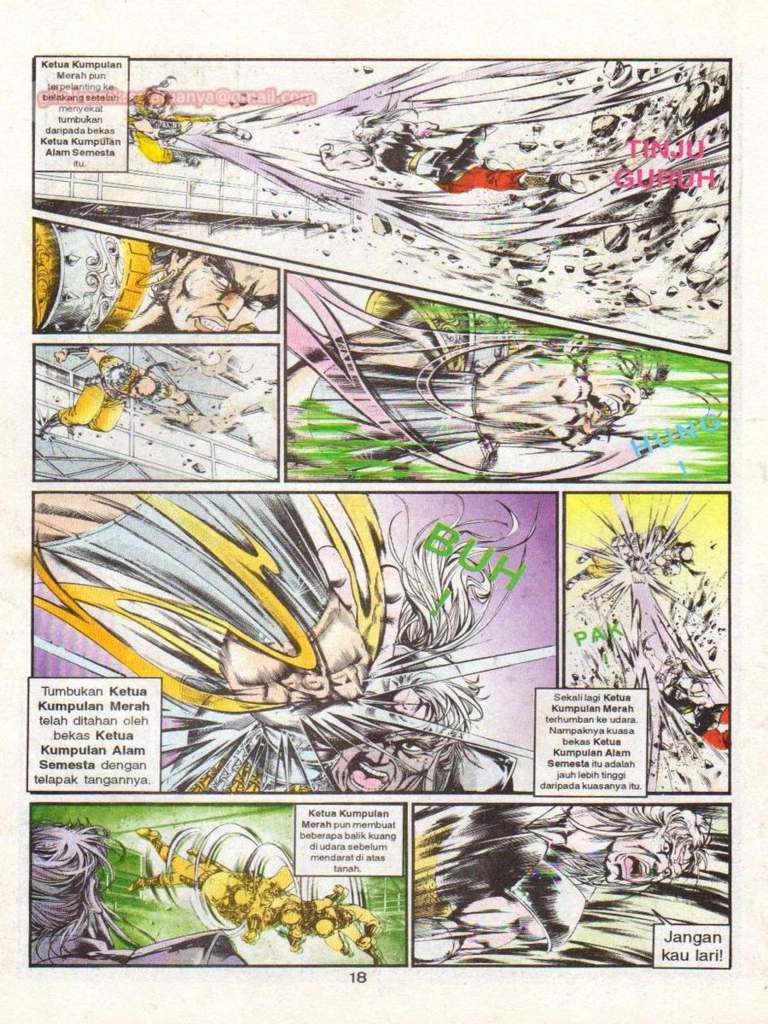 Ketua Kumpulan
Merah pun
terpelanting ke
belakang setelah
menyekat
tumbukan
daripada bekas
Ketua Kumpulan
Alam Semesta
itu.
TINJU
GURUH
HUNG
!
BUH
!
PAK
!
Tumbukan Ketua
Kumpulan Merah
telah ditahan oleh
bekas Ketua
Kumpulan Alam
Semesta dengan
telapak tangannya.
Sekali lagi Ketua
Kumpulan Merah
terhumban ke udara.
Nampaknya kuasa
bekas Ketua
Kumpulan Alam
Semesta itu adalah
jauh lebih tinggi
daripada kuasanya itu.
Ketua Kumpulan
Merah pun membuat
beberapa balik kuang
di udara sebelum
mendarat di atas
tanah.
Jangan
kau lari!
18